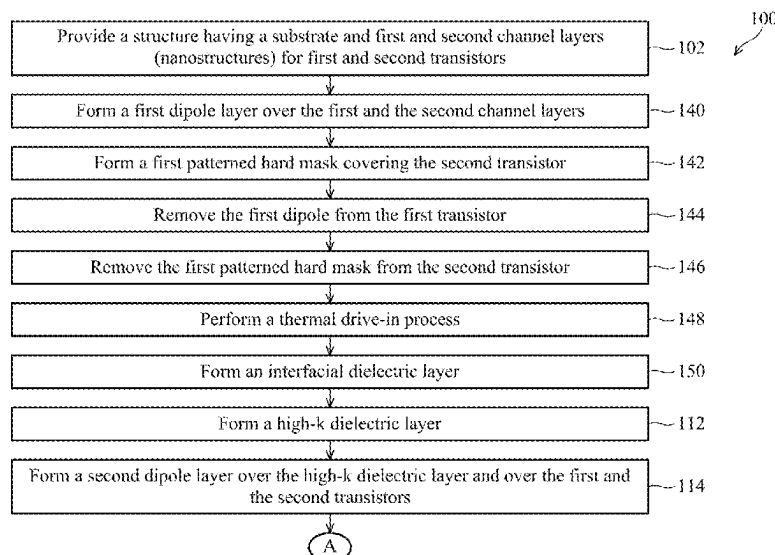 100
Provide a structure having a substrate and first and second channel layers
(nanostructures) for first and second transistors
102
Form a first dipole layer over the first and the second channel layers
140
Form a first patterned hard mask covering the second transistor
142
Remove the first dipole from the first transistor
144
Remove the first patterned hard mask from the second transistor
146
Perform a thermal drive-in process
148
Form an interfacial dielectric layer
150
Form a high-k dielectric layer
112
Form a second dipole layer over the high-k dielectric layer and over the first and
the second transistors
114
A